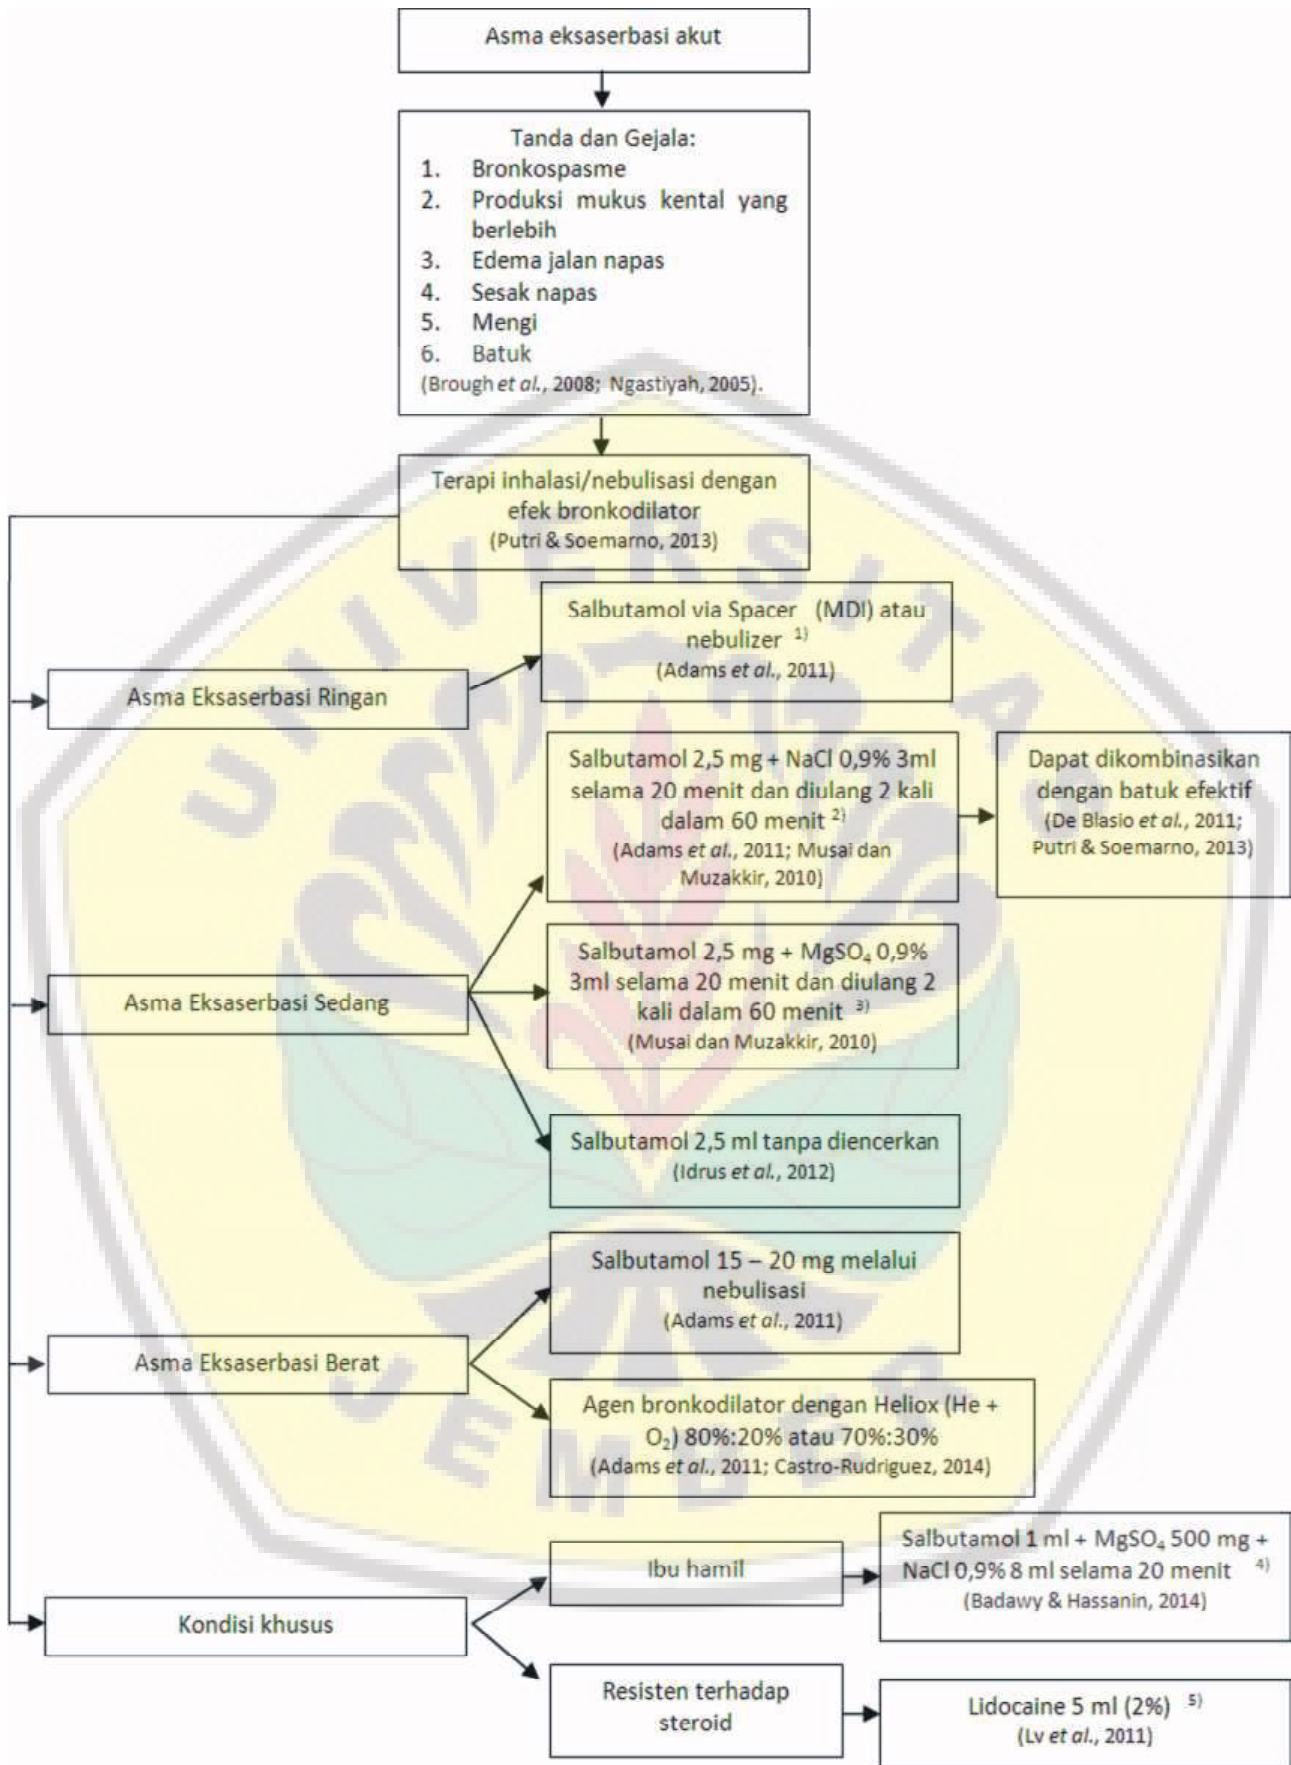 Asma eksaserbasi akut
Tanda dan Gejala:
1. Bronkospasme
2. Produksi mukus kental yang
berlebih
3. Edema jalan napas
4. Sesak napas
5. Mengi
6. Batuk
(Brough et al., 2008; Ngastiyah, 2005).
Terapi inhalasi/nebulisasi dengan
efek bronkodilator
(Putri & Soemarno, 2013)
Asma Eksaserbasi Ringan
Salbutamol via Spacer (MDI) atau
nebulizer 1)
(Adams et al., 2011)
Asma Eksaserbasi Sedang
Salbutamol 2,5 mg + NaCl 0,9% 3ml
selama 20 menit dan diulang 2 kali
dalam 60 menit 2)
(Adams et al., 2011; Musai dan
Muzakkir, 2010)
Dapat dikombinasikan
dengan batuk efektif
(De Blasio et al., 2011;
Putri & Soemarno, 2013)
Salbutamol 2,5 mg + MgSO₄ 0,9%
3ml selama 20 menit dan diulang 2
kali dalam 60 menit 3)
(Musai dan Muzakkir, 2010)
Salbutamol 2,5 ml tanpa diencerkan
(Idrus et al., 2012)
Asma Eksaserbasi Berat
Salbutamol 15 – 20 mg melalui
nebulisasi
(Adams et al., 2011)
Agen bronkodilator dengan Heliox (He +
O₂) 80%:20% atau 70%:30%
(Adams et al., 2011; Castro-Rudriguez, 2014)
Kondisi khusus
Ibu hamil
Salbutamol 1 ml + MgSO₄ 500 mg +
NaCl 0,9% 8 ml selama 20 menit 4)
(Badawy & Hassanin, 2014)
Resisten terhadap
steroid
Lidocaine 5 ml (2%) 5)
(Lv et al., 2011)
UNIVERSITAS
JEMBER